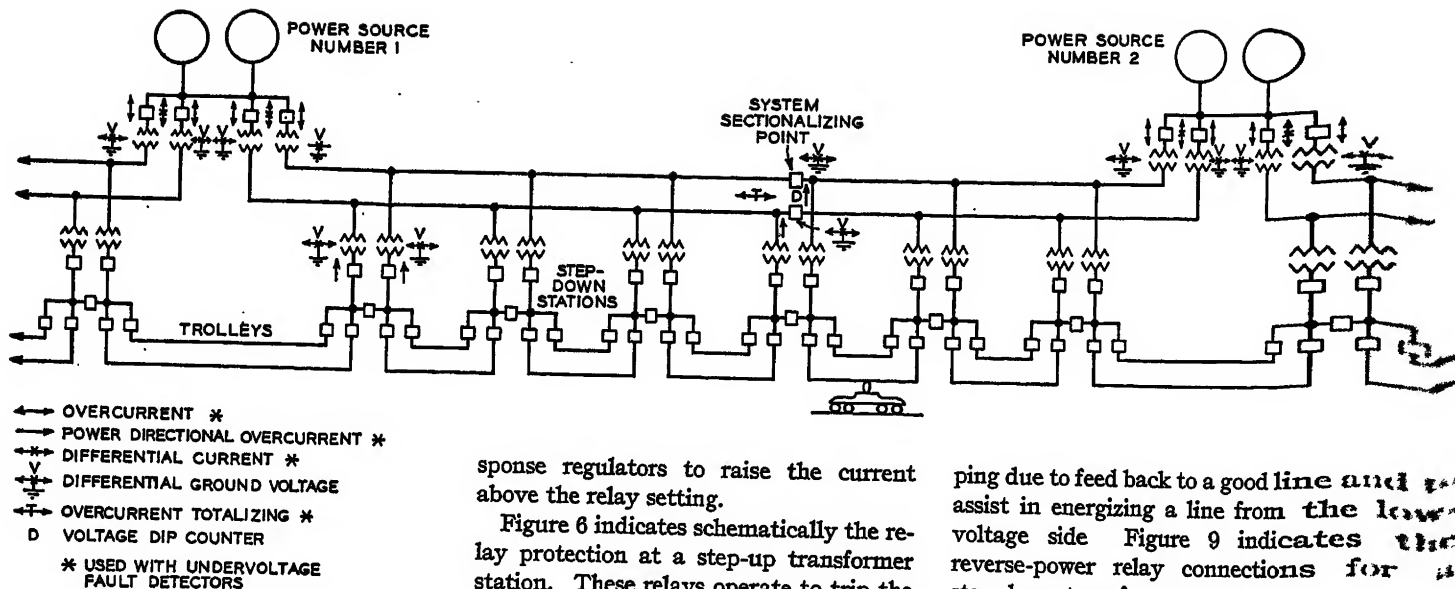 POWER SOURCE
NUMBER 1
POWER SOURCE
NUMBER 2
SYSTEM
SECTIONALIZING
POINT
V
V
V
V
V
V
V
V
V
T
D
V
V
V
STEP-
DOWN
STATIONS
TROLLEYS
OVERCURRENT *
POWER DIRECTIONAL OVERCURRENT *
DIFFERENTIAL CURRENT *
V
DIFFERENTIAL GROUND VOLTAGE
T OVERCURRENT TOTALIZING *
D VOLTAGE DIP COUNTER
* USED WITH UNDERVOLTAGE
FAULT DETECTORS
sponse regulators to raise the current
above the relay setting.
Figure 6 indicates schematically the re-
lay protection at a step-up transformer
station. These relays operate to trip the
ping due to feed back to a good line and
assist in energizing a line from the low-
voltage side Figure 9 indicates the
reverse-power relay connections for a